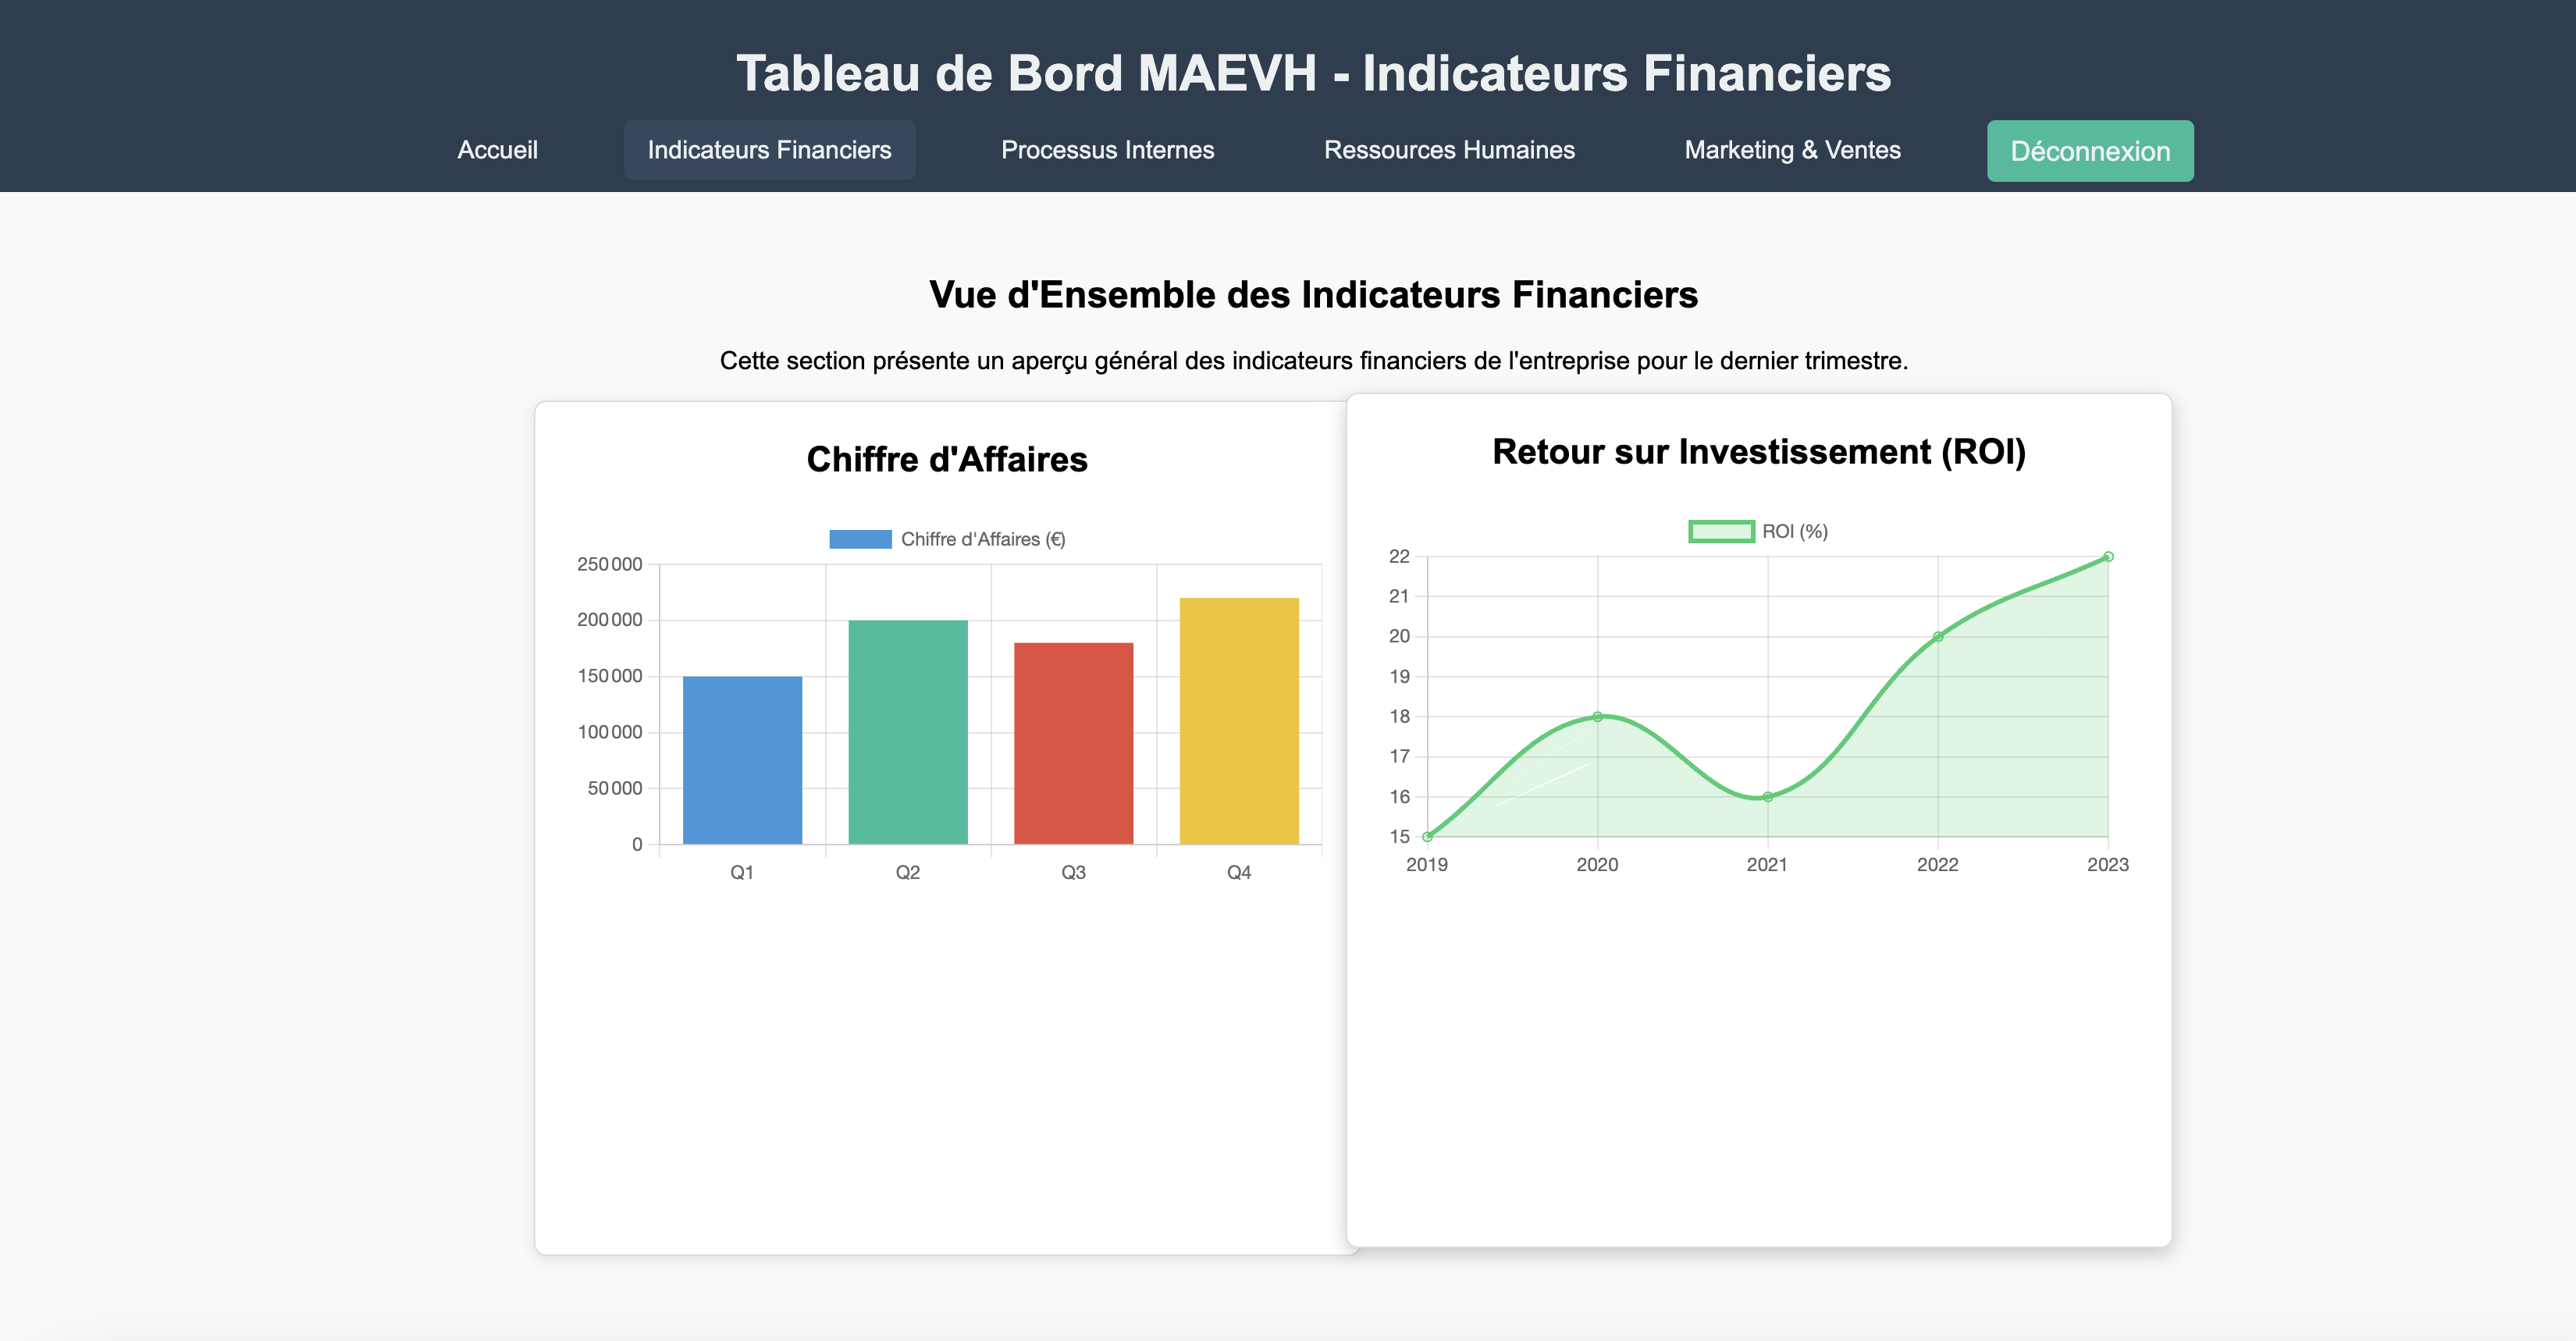 Tableau de Bord MAEVH - Indicateurs Financiers
Accueil Indicateurs Financiers Processus Internes Ressources Humaines Marketing & Ventes Déconnexion
Vue d'Ensemble des Indicateurs Financiers
Cette section présente un aperçu général des indicateurs financiers de l'entreprise pour le dernier trimestre.
Chiffre d'Affaires
Chiffre d'Affaires (€)
250 000
200 000
150 000
100 000
50 000
0
Q1 Q2 Q3 Q4
Retour sur Investissement (ROI)
ROI (%)
22
21
20
19
18
17
16
15
2019 2020 2021 2022 2023